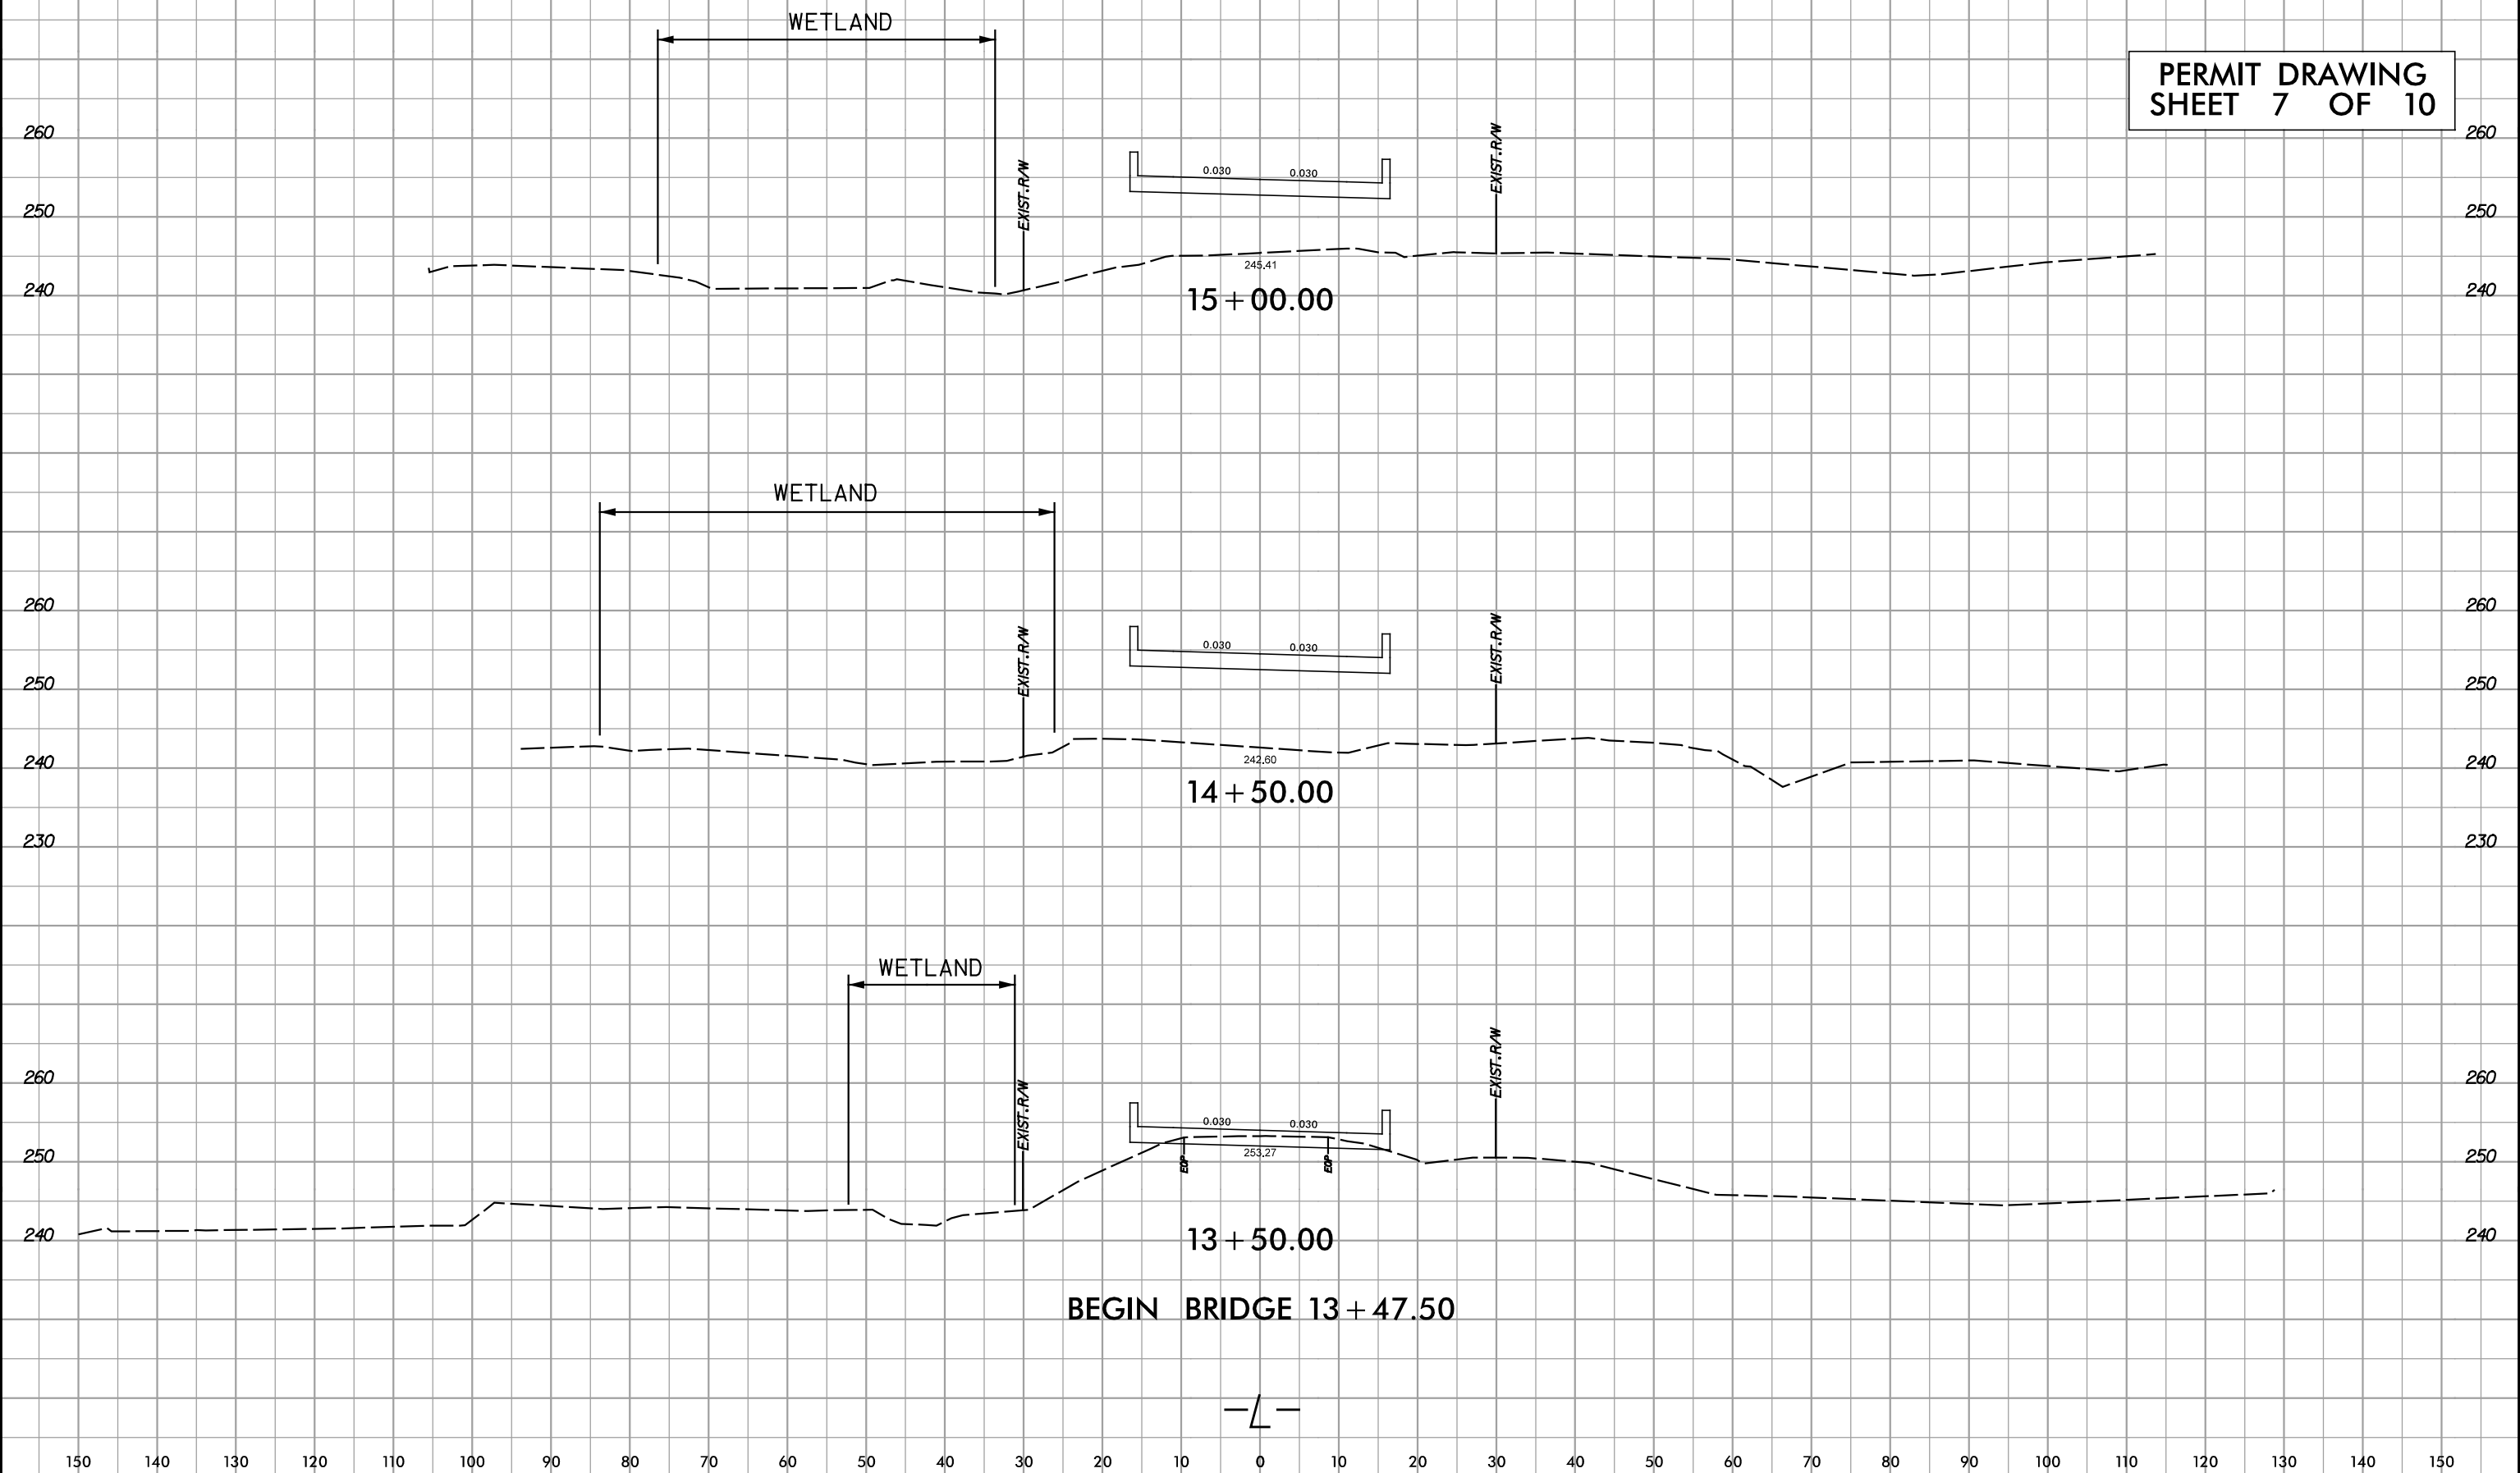 WETLAND
PERMIT DRAWING
SHEET 7 OF 10
260 260
EXIST.R/W EXIST.R/W
0.030 0.030
250 250
245.41
240 240
15+00.00
WETLAND
260 260
EXIST.R/W EXIST.R/W
0.030 0.030
250 250
242.60
240 240
14+50.00
230 230
WETLAND
260 260
EXIST.R/W EXIST.R/W
0.030 0.030
250 250
EOP 253.27 EOP
240 240
13+50.00
BEGIN BRIDGE 13+47.50
-L-
150 140 130 120 110 100 90 80 70 60 50 40 30 20 10 0 10 20 30 40 50 60 70 80 90 100 110 120 130 140 150